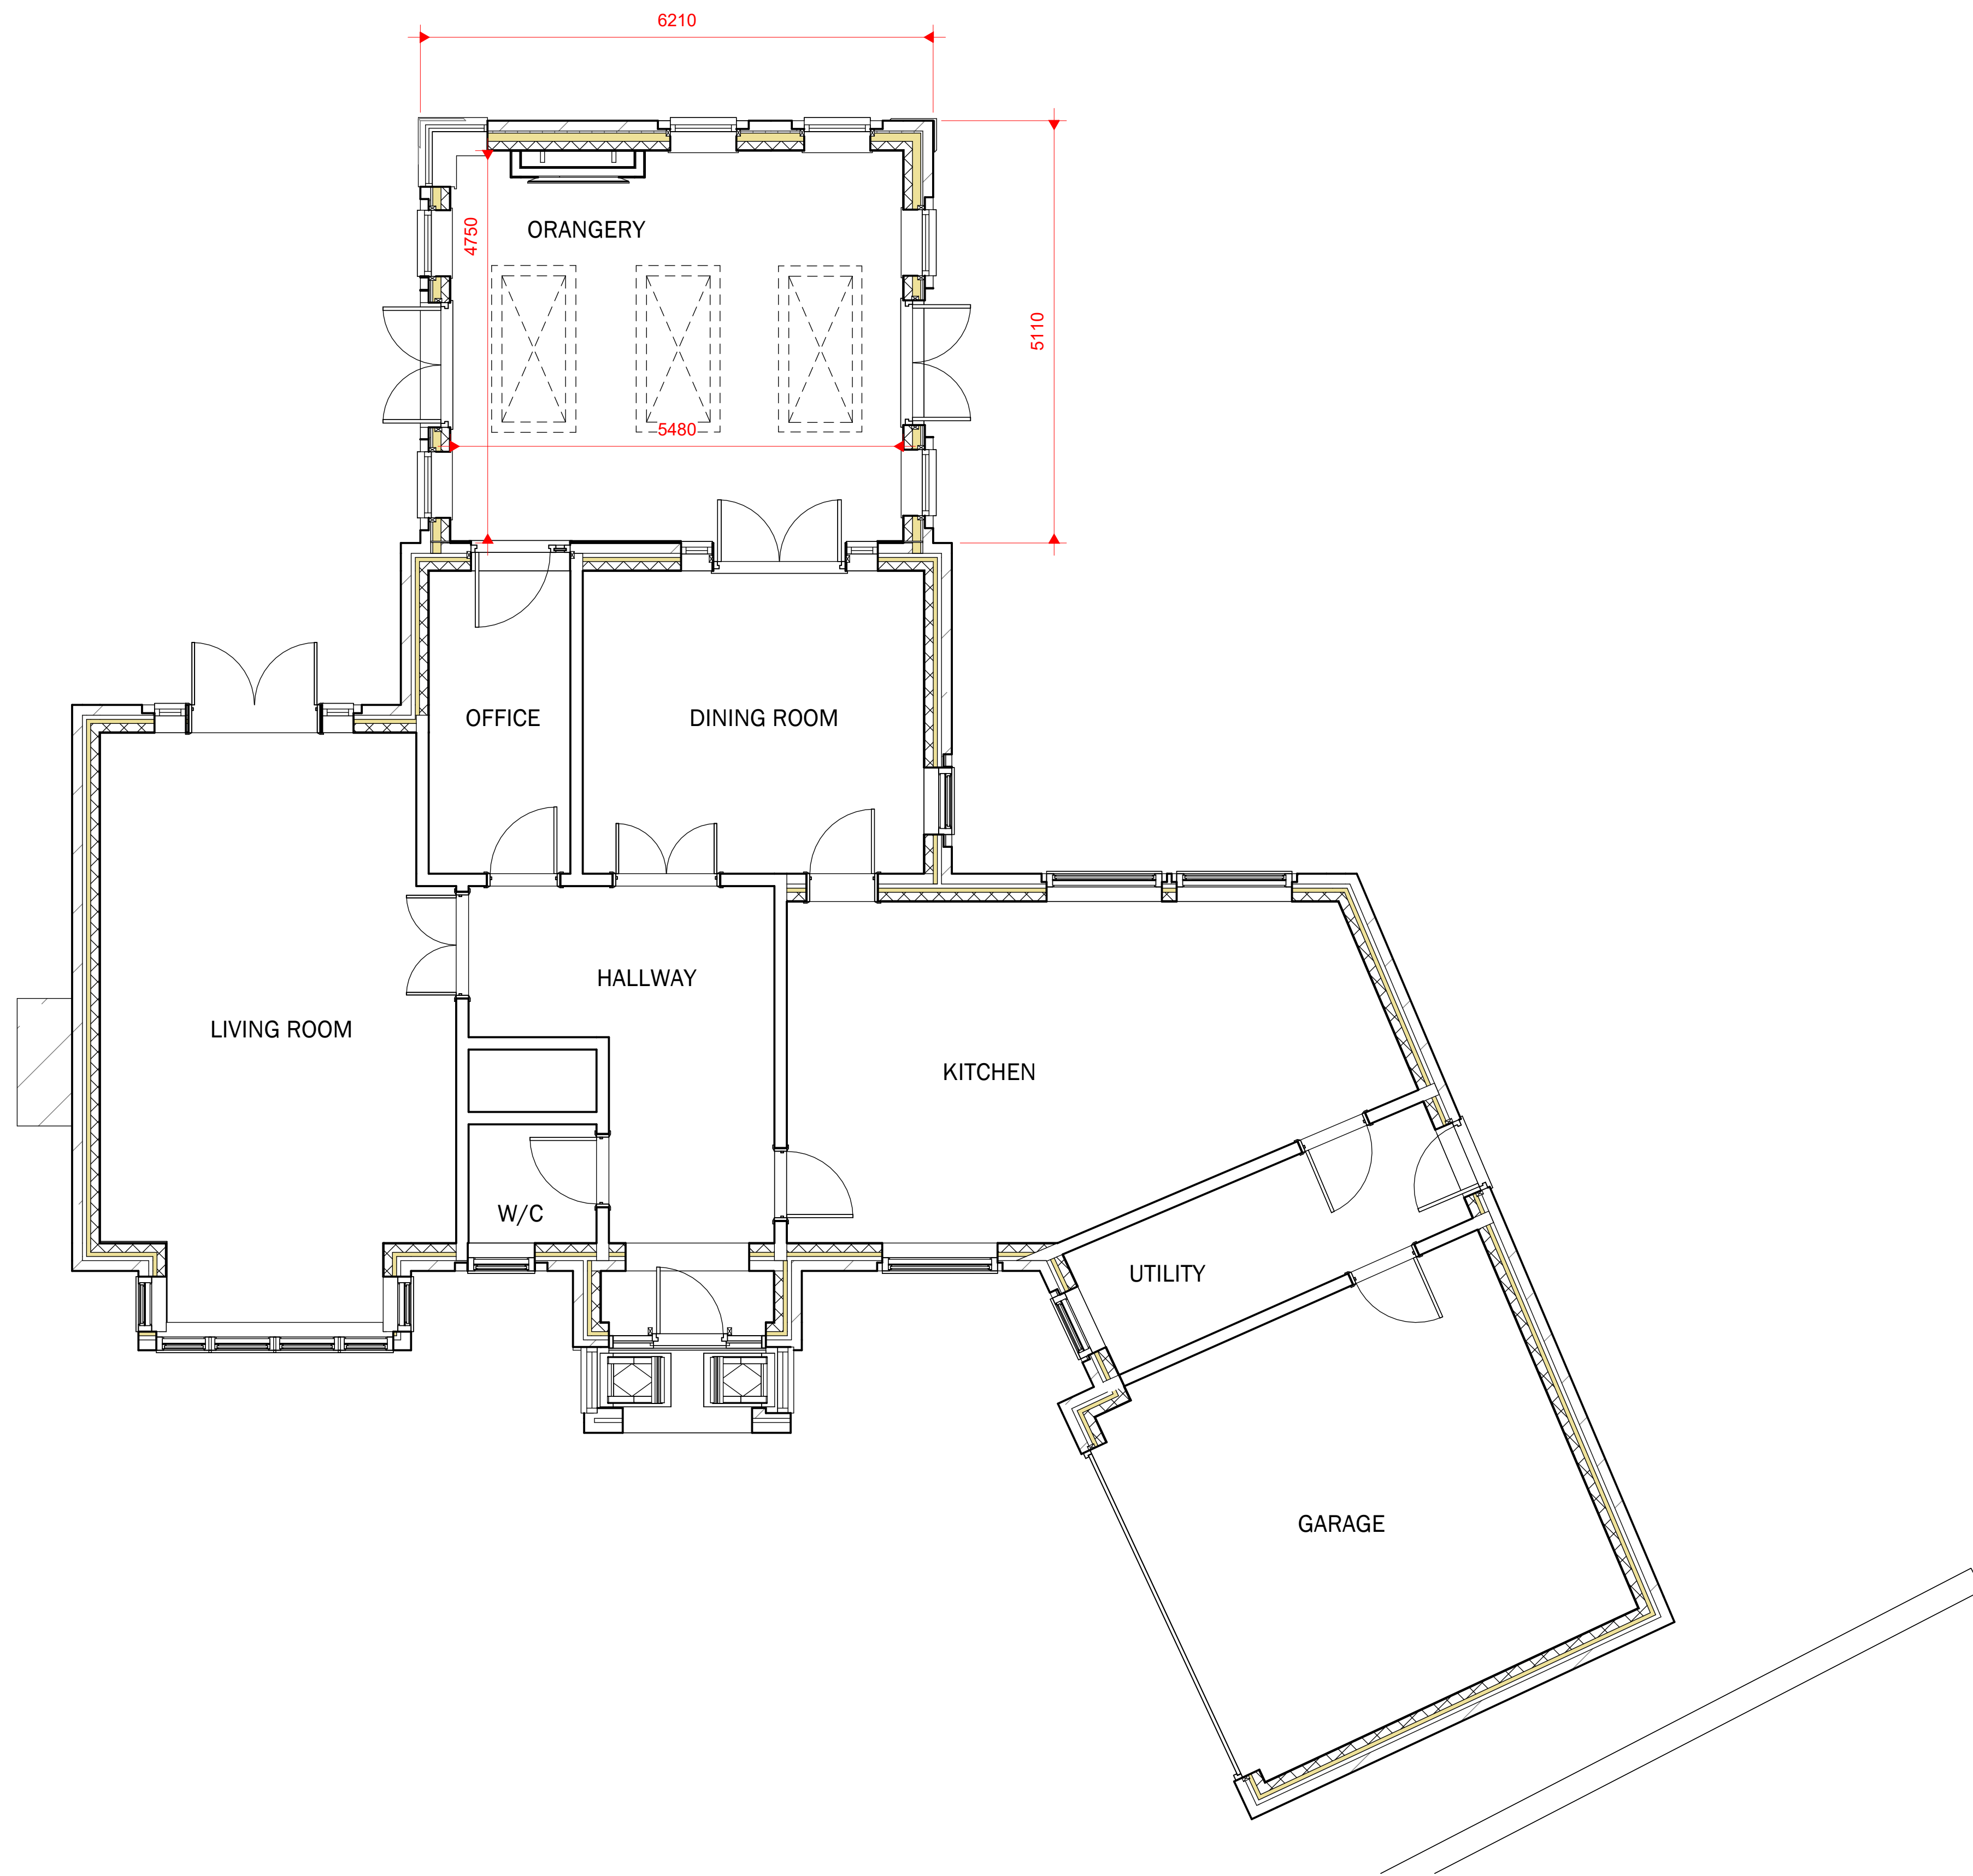 6210
ORANGERY
4750
5110
5480
OFFICE
DINING ROOM
HALLWAY
LIVING ROOM
KITCHEN
W/C
UTILITY
GARAGE